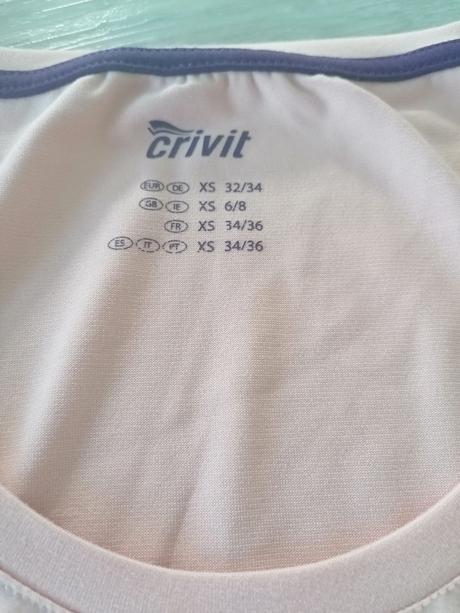 crivit
EUR DE XS 32/34
GB IE XS 6/8
FR XS 34/36
ES IT PT XS 34/36